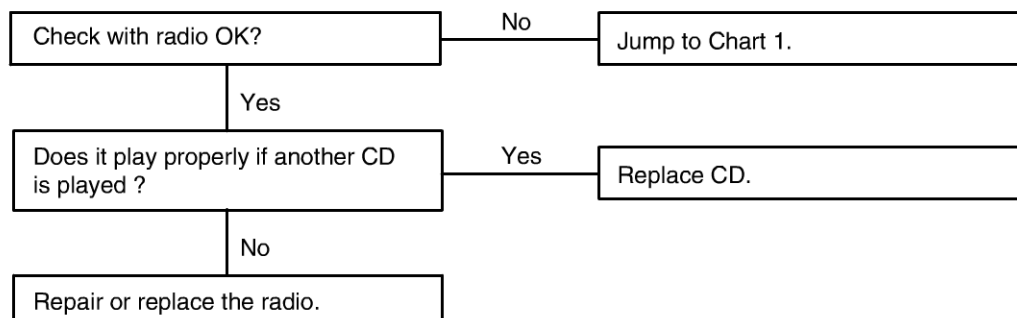 Check with radio OK?
No
Jump to Chart 1.
Yes
Does it play properly if another CD
is played ?
Yes
Replace CD.
No
Repair or replace the radio.